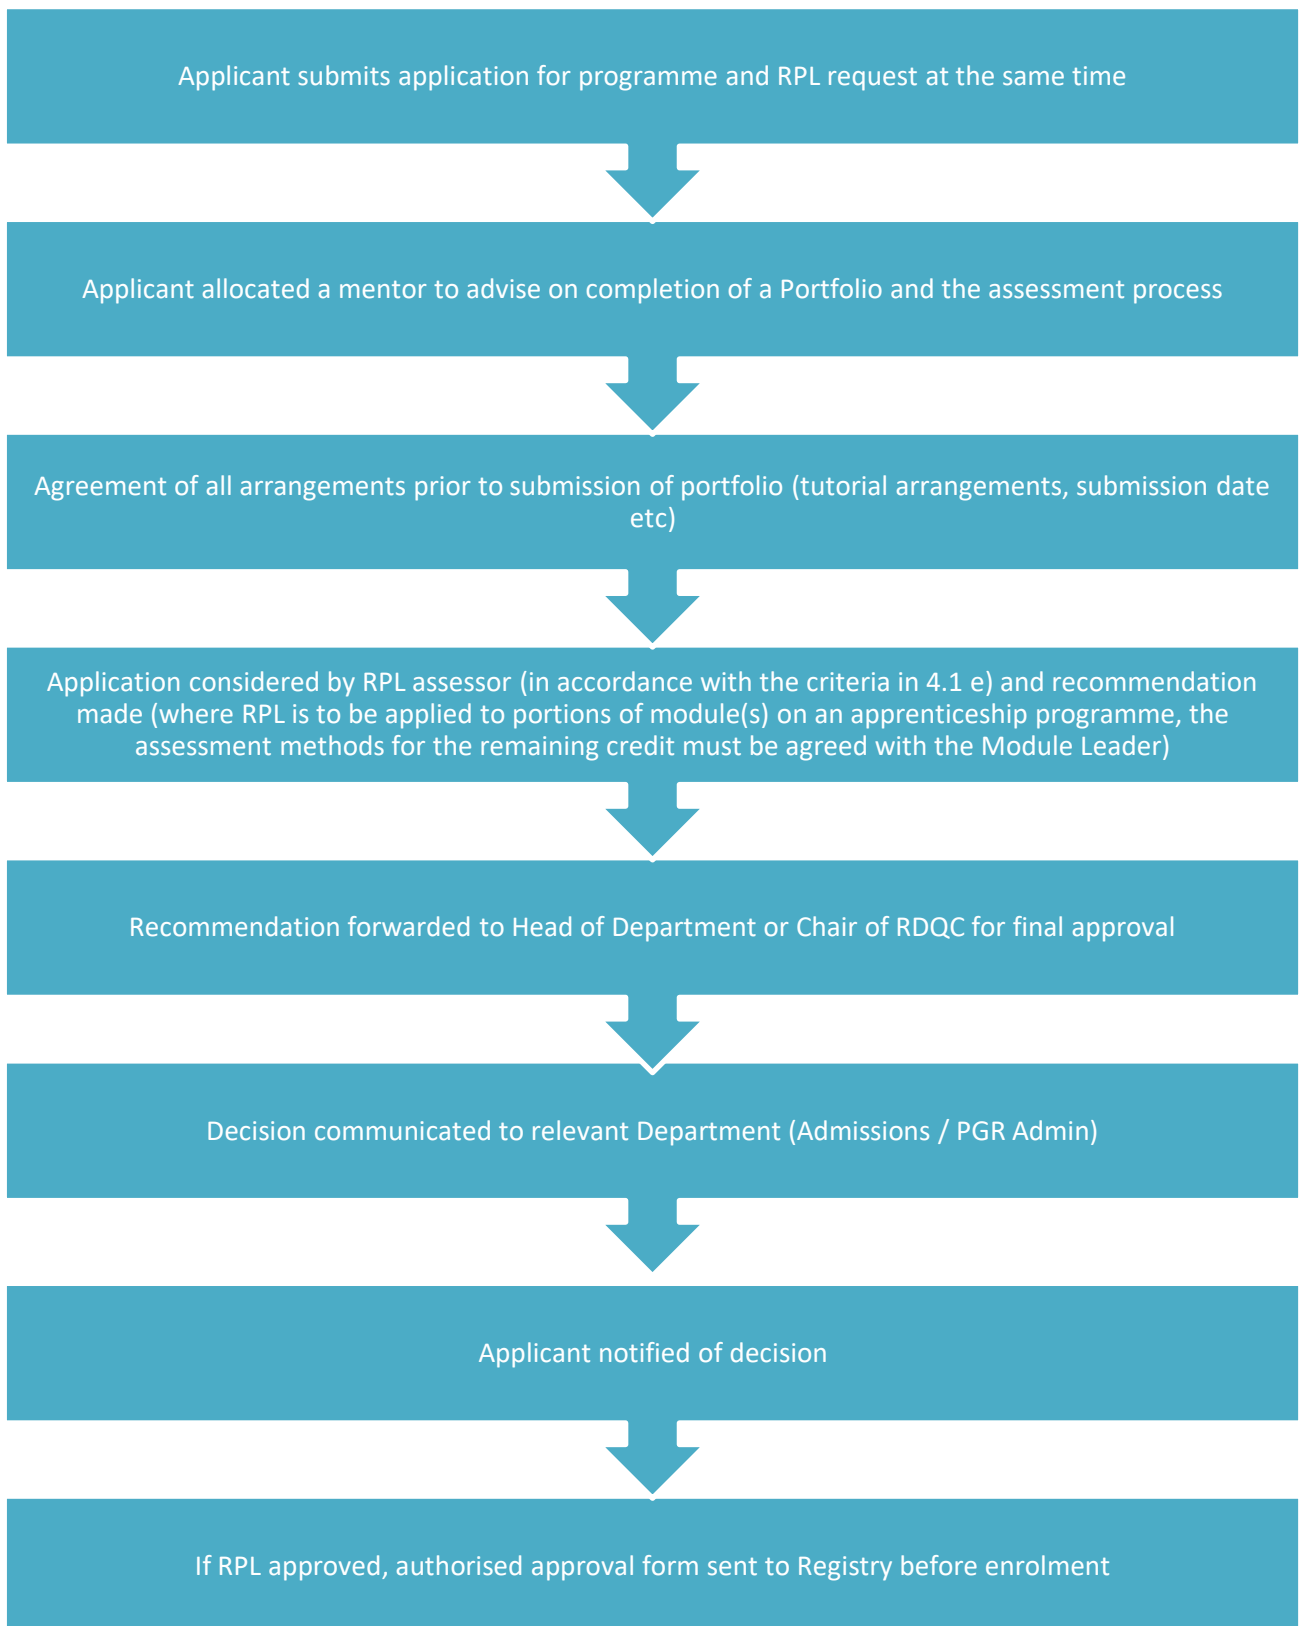 Applicant submits application for programme and RPL request at the same time
Applicant allocated a mentor to advise on completion of a Portfolio and the assessment process
Agreement of all arrangements prior to submission of portfolio (tutorial arrangements, submission date
etc)
Application considered by RPL assessor (in accordance with the criteria in 4.1 e) and recommendation
made (where RPL is to be applied to portions of module(s) on an apprenticeship programme, the
assessment methods for the remaining credit must be agreed with the Module Leader)
Recommendation forwarded to Head of Department or Chair of RDQC for final approval
Decision communicated to relevant Department (Admissions / PGR Admin)
Applicant notified of decision
If RPL approved, authorised approval form sent to Registry before enrolment